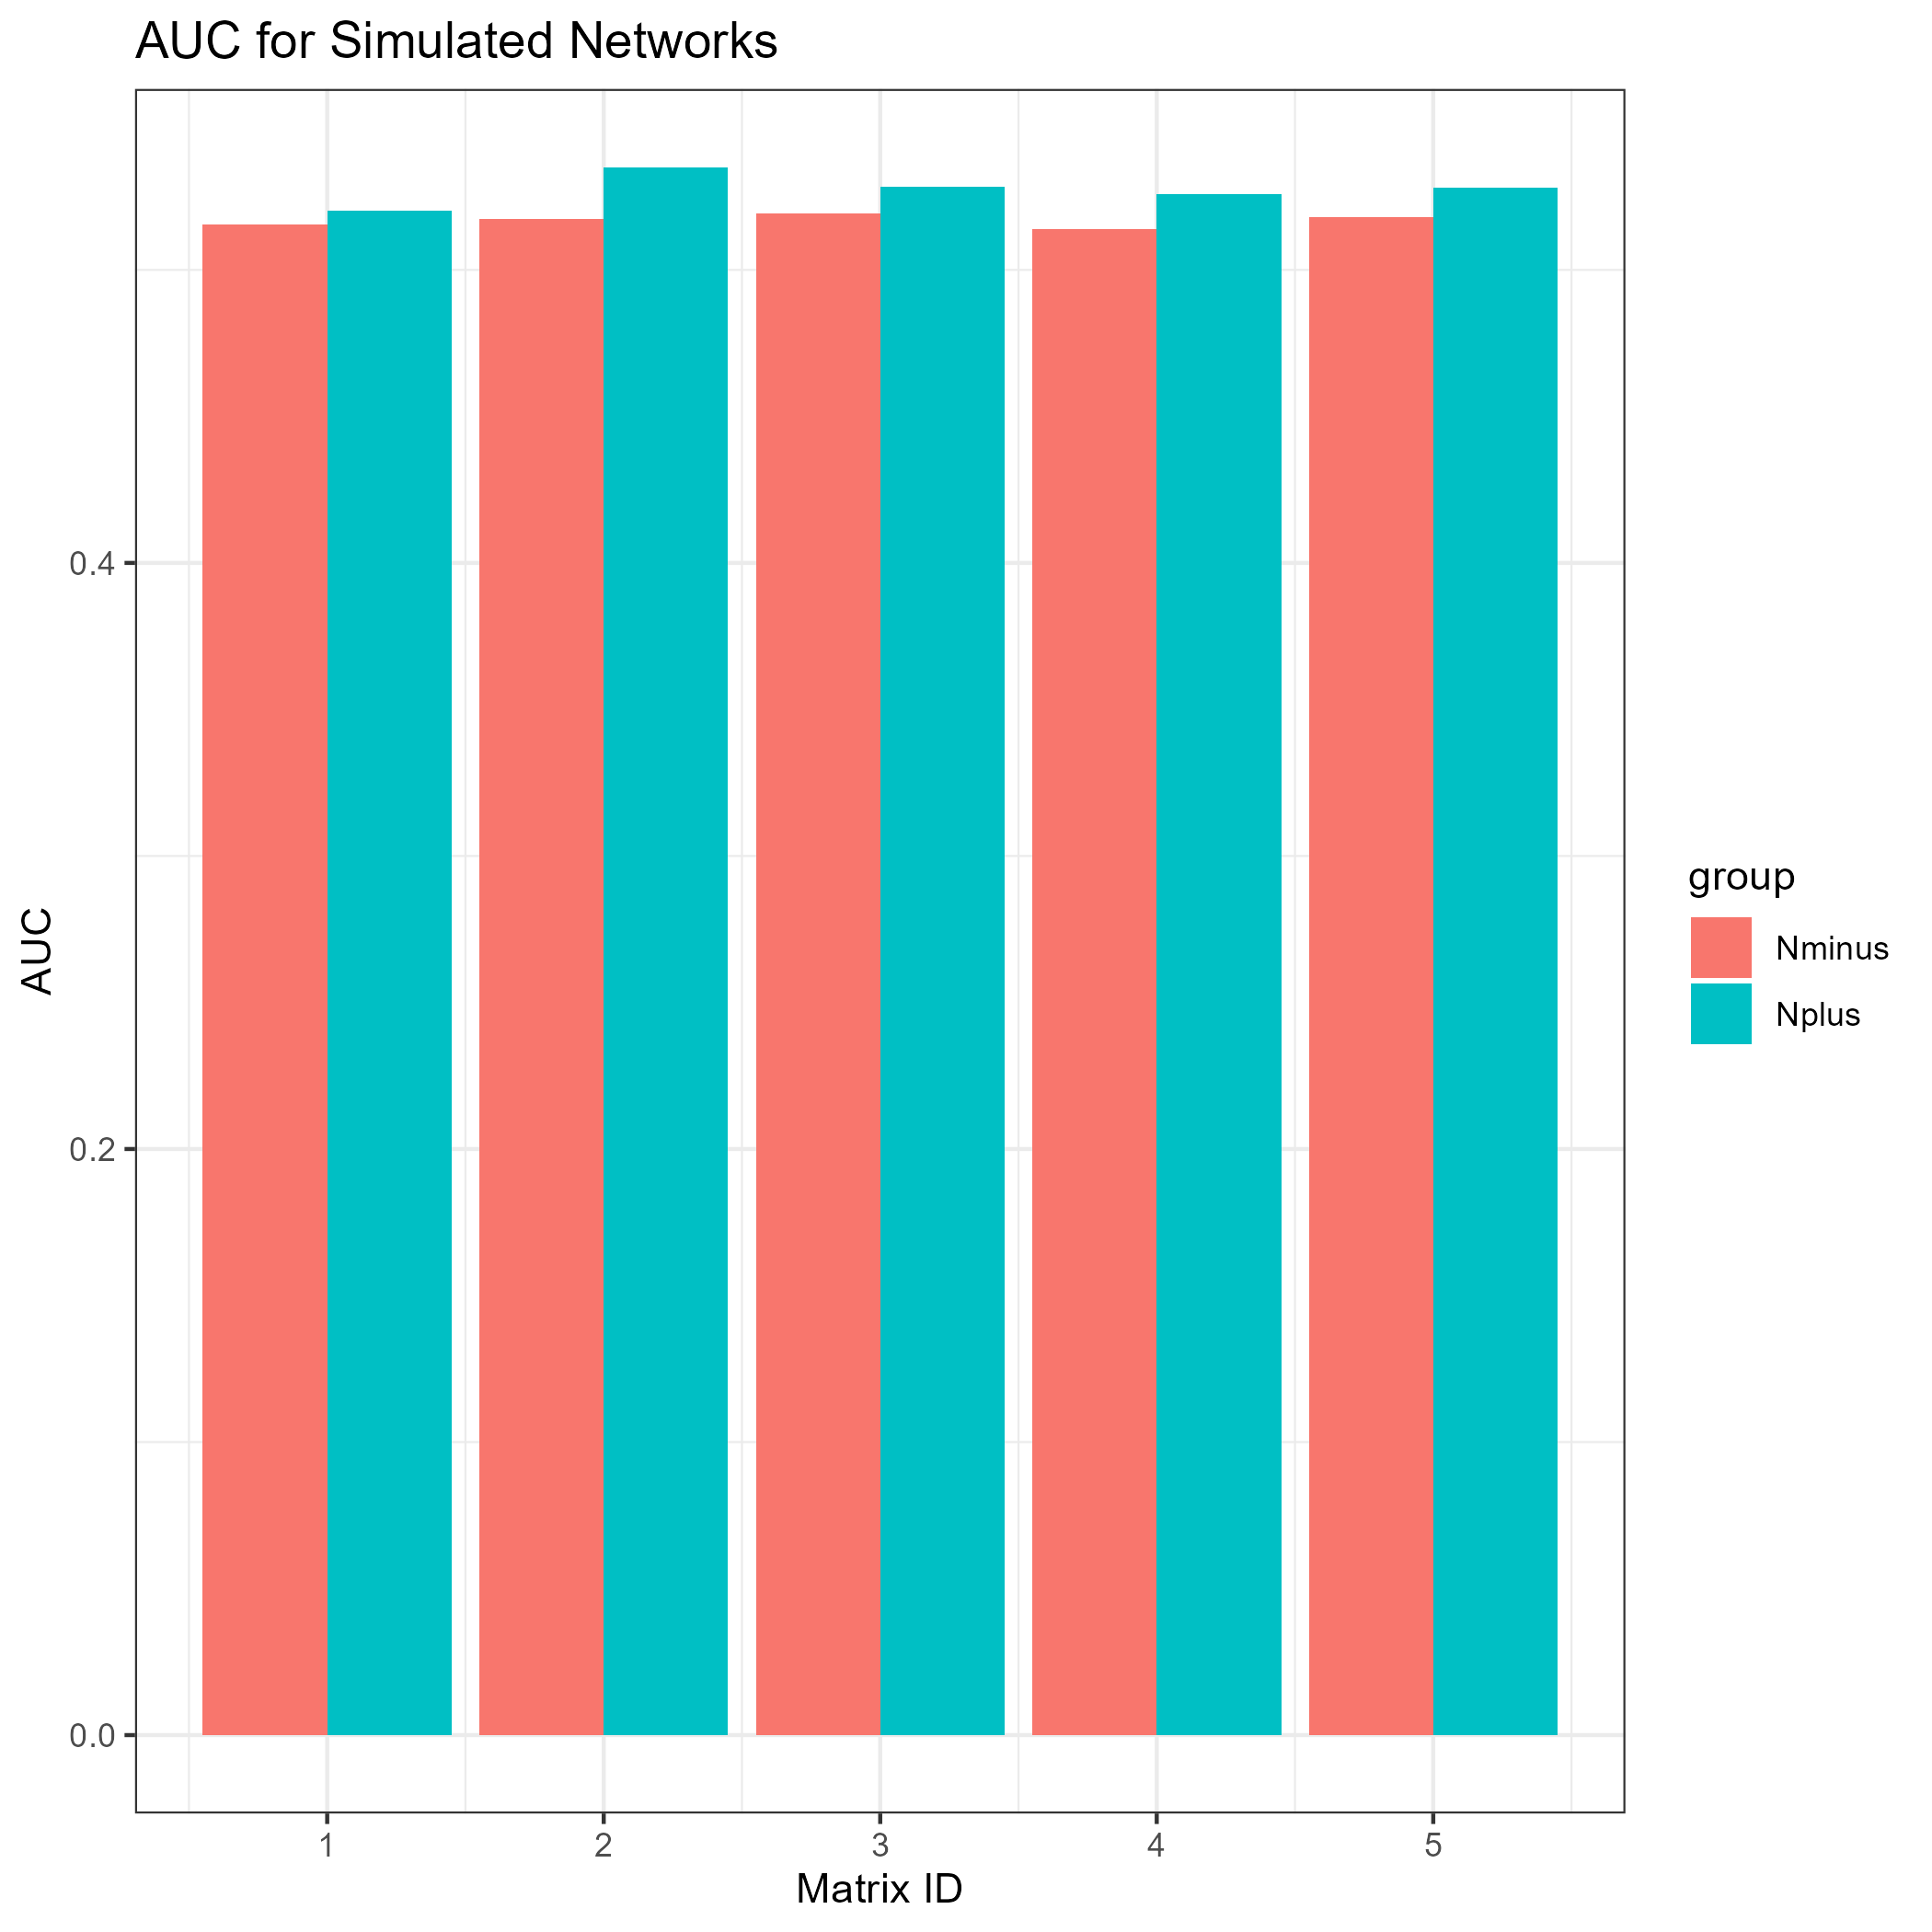 AUC for Simulated Networks
AUC
0.4
0.2
0.0
1 2 3 4 5
Matrix ID
group
Nminus
Nplus